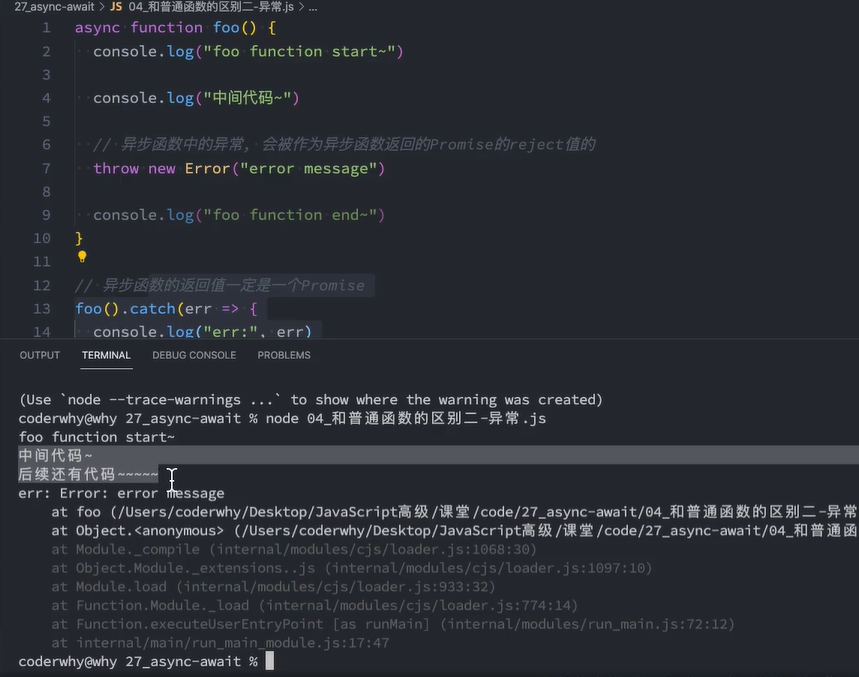 27_async-await > JS 04_和普通函数的区别二-异常.js > ...
1 async function foo() {
2 console.log("foo function start~")
3
4 console.log("中间代码~")
5
6 // 异步函数中的异常, 会被作为异步函数返回的Promise的reject值的
7 throw new Error("error message")
8
9 console.log("foo function end~")
10 }
11
12 // 异步函数的返回值一定是一个Promise
13 foo().catch(err => {
14 console.log("err:", err)
OUTPUT TERMINAL DEBUG CONSOLE PROBLEMS
(Use `node --trace-warnings ...` to show where the warning was created)
coderwhy@why 27_async-await % node 04_和普通函数的区别二-异常.js
foo function start~
中间代码~
后续还有代码~~~~~
err: Error: error message
at foo (/Users/coderwhy/Desktop/JavaScript高级/课堂/code/27_async-await/04_和普通函数的区别二-异常
at Object.<anonymous> (/Users/coderwhy/Desktop/JavaScript高级/课堂/code/27_async-await/04_和普通函
at Module._compile (internal/modules/cjs/loader.js:1068:30)
at Object.Module._extensions..js (internal/modules/cjs/loader.js:1097:10)
at Module.load (internal/modules/cjs/loader.js:933:32)
at Function.Module._load (internal/modules/cjs/loader.js:774:14)
at Function.executeUserEntryPoint [as runMain] (internal/modules/run_main.js:72:12)
at internal/main/run_main_module.js:17:47
coderwhy@why 27_async-await %